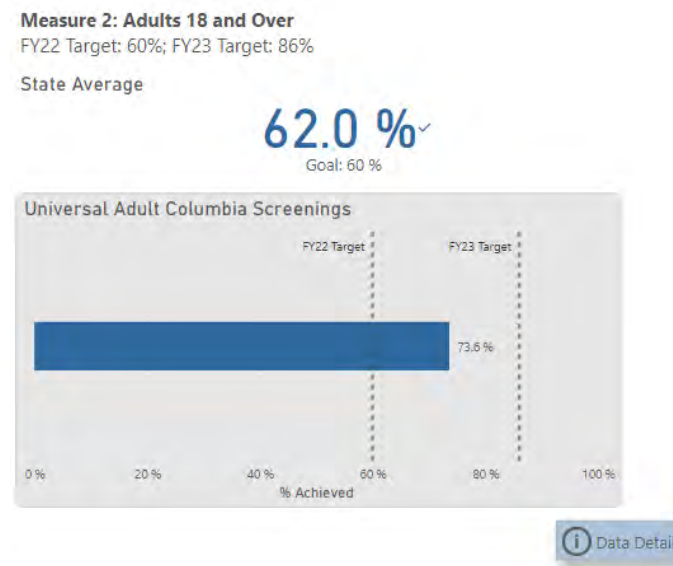 Measure 2: Adults 18 and Over
FY22 Target: 60%; FY23 Target: 86%
State Average
62.0 %
Goal: 60 %
Universal Adult Columbia Screenings
FY22 Target
FY23 Target
73.6 %
0 %
20 %
40 %
60 %
80 %
100 %
% Achieved
Data Detail